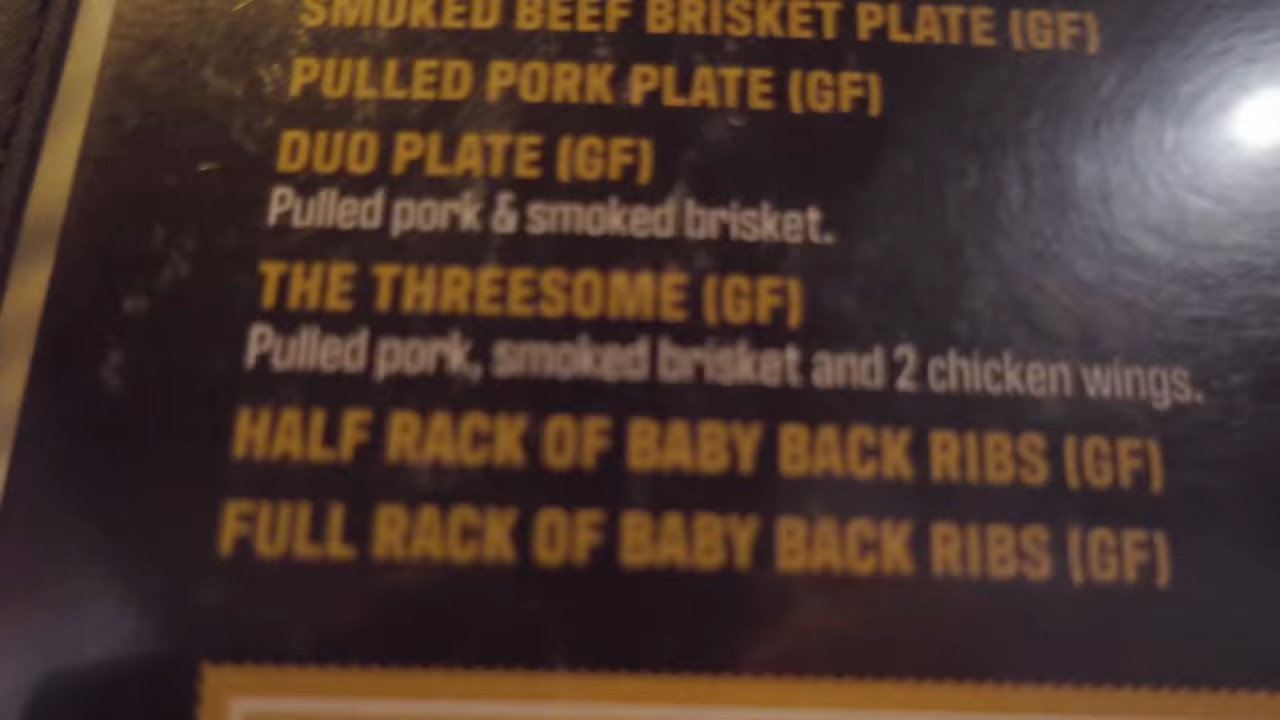 SMOKED BEEF BRISKET PLATE (GF)
PULLED PORK PLATE (GF)
DUO PLATE (GF)
Pulled pork & smoked brisket.
THE THREESOME (GF)
Pulled pork, smoked brisket and 2 chicken wings.
HALF RACK OF BABY BACK RIBS (GF)
FULL RACK OF BABY BACK RIBS (GF)